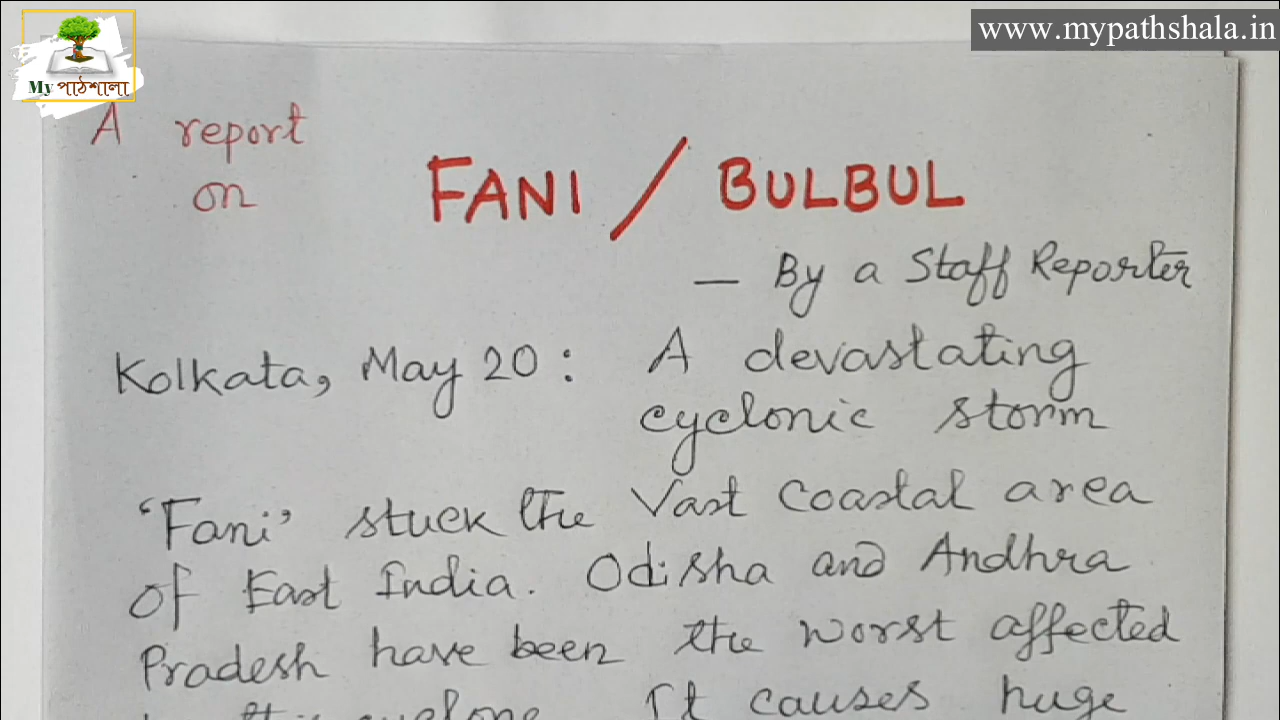 www.mypathshala.in
My পাঠশালা
A report
on
FANI / BULBUL
— By a Staff Reporter
Kolkata, May 20 : A devastating
cyclonic storm
'Fani' stuck the Vast coastal area
of East India. Odisha and Andhra
Pradesh have been the worst affected
cyclone. It causes huge